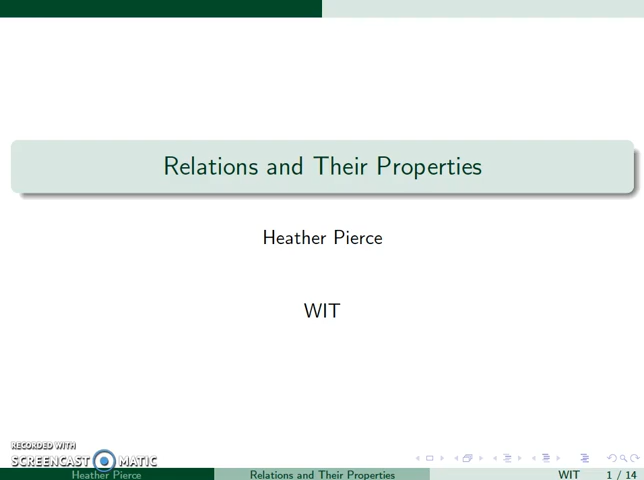 Relations and Their Properties
Heather Pierce
WIT
RECORDED WITH
SCREENCAST MATIC
Heather Pierce Relations and Their Properties WIT 1 / 14